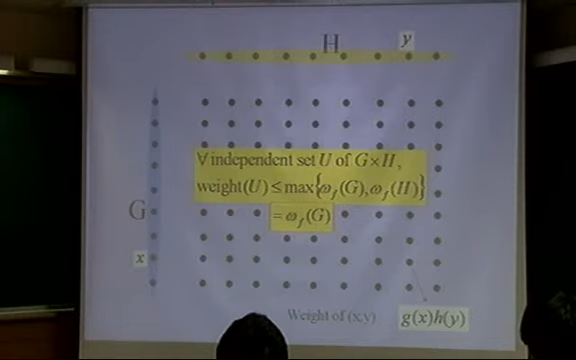 H
y
∀ independent set U of G×H,
weight(U) ≤ max{ω_f(G), ω_f(H)}
= ω_f(G)
G
x
Weight of (x,y)
g(x)h(y)